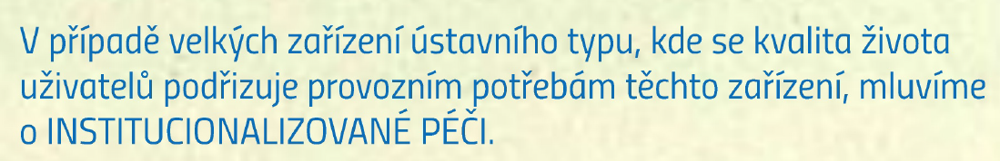 V případě velkých zařízení ústavního typu, kde se kvalita života
uživatelů podřizuje provozním potřebám těchto zařízení, mluvíme
o INSTITUCIONALIZOVANÉ PÉČI.